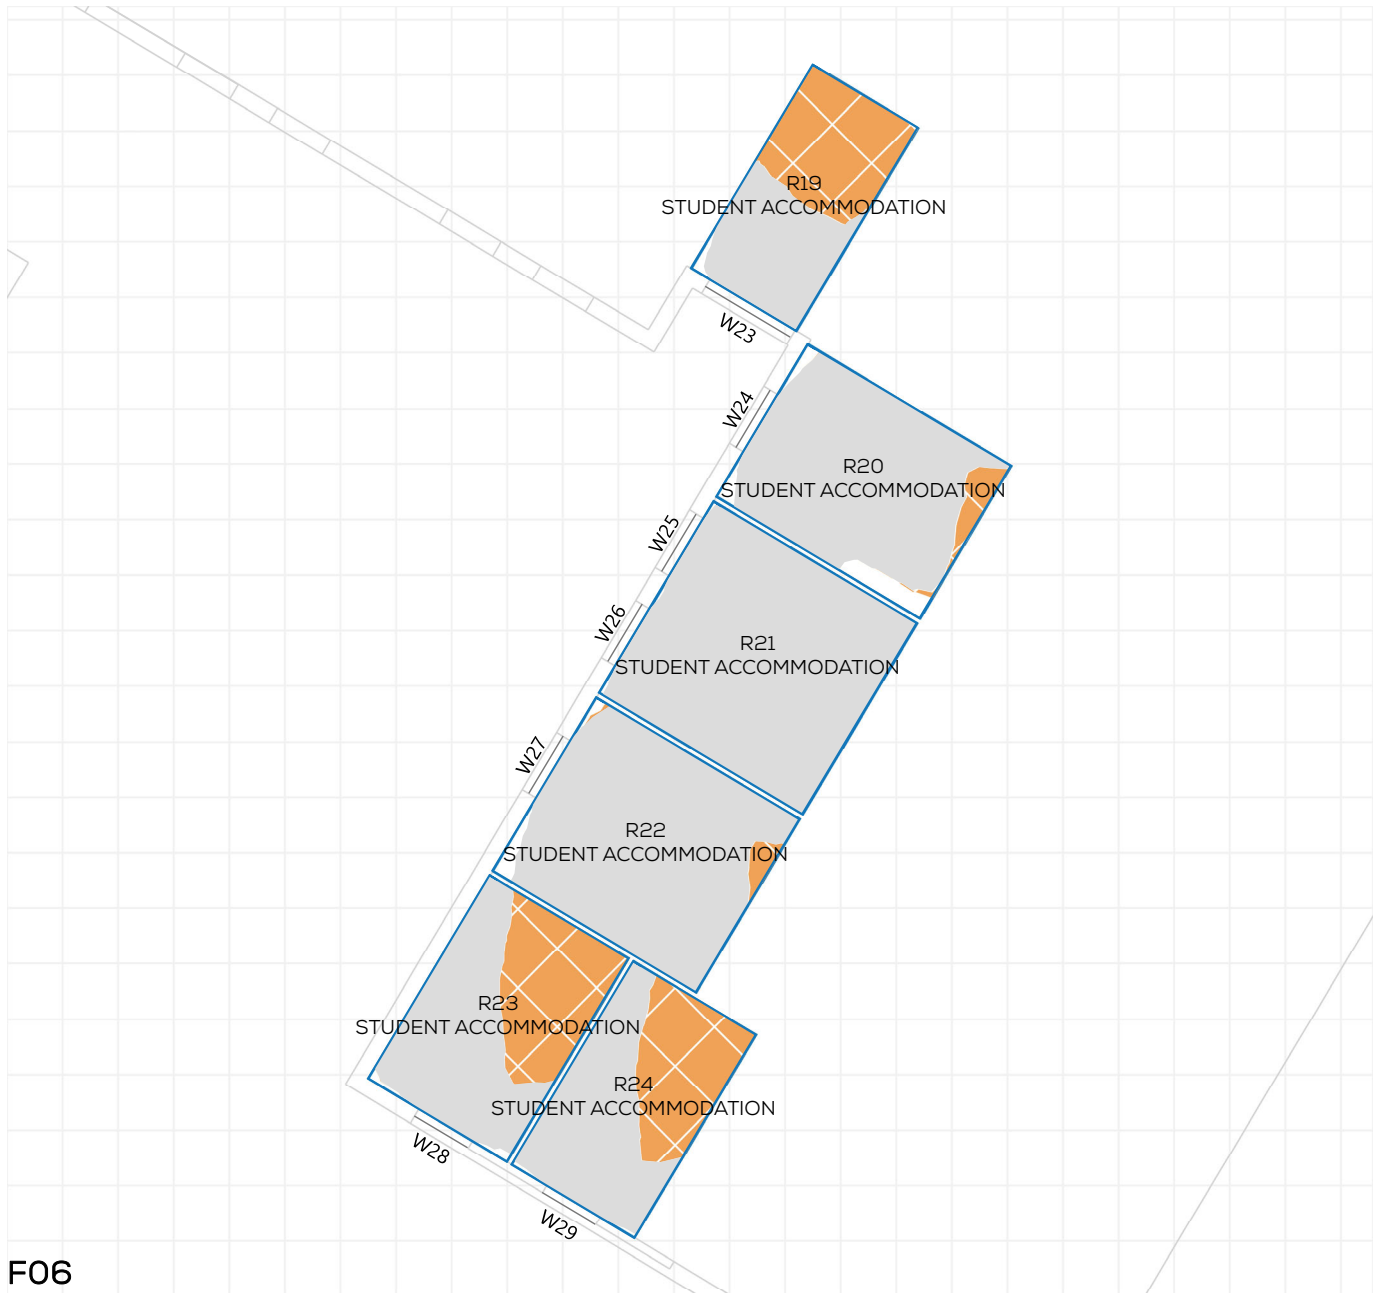 R19
STUDENT ACCOMMODATION
W23
W24
R20
STUDENT ACCOMMODATION
W25
W26
R21
STUDENT ACCOMMODATION
W27
R22
STUDENT ACCOMMODATION
R23
STUDENT ACCOMMODATION
R24
STUDENT ACCOMMODATION
W28
W29
F06